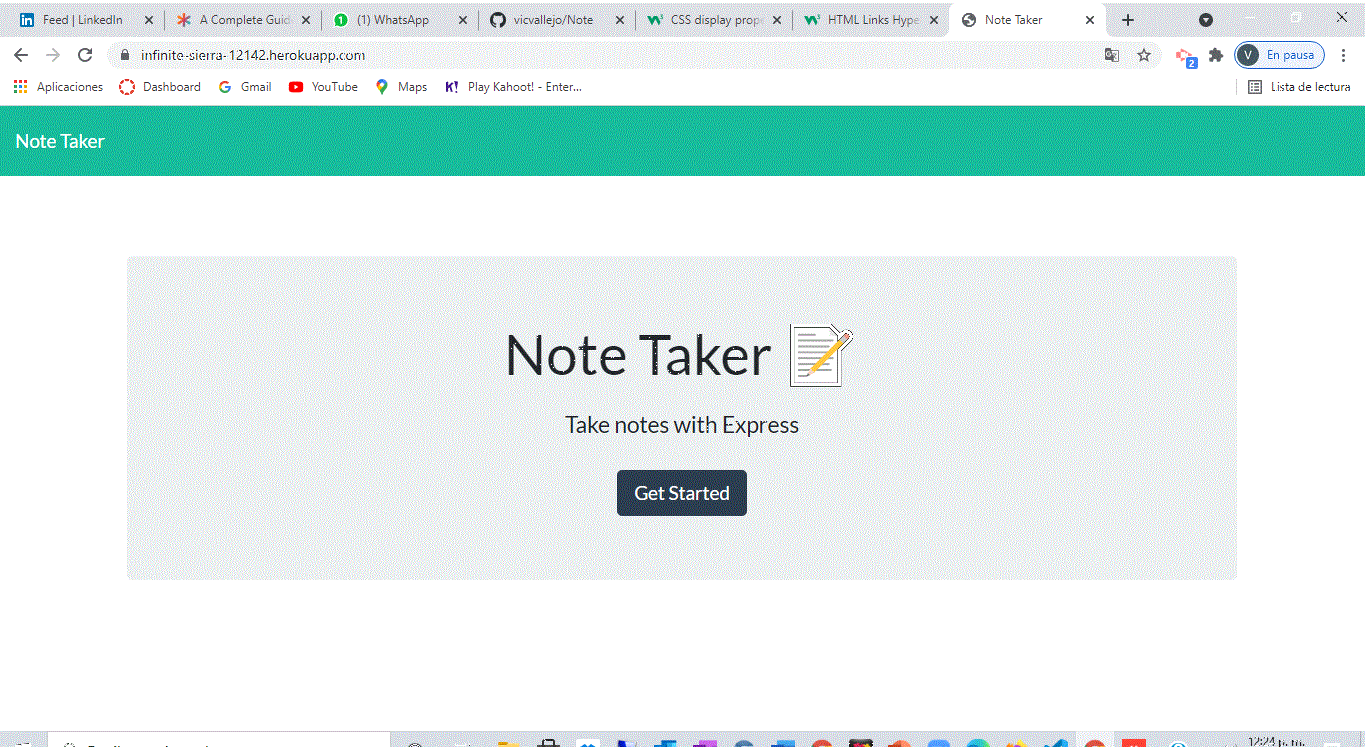 Feed | LinkedIn
A Complete Guid
(1) WhatsApp
vicvallejo/Note
CSS display prope
HTML Links Hype
Note Taker
infinite-sierra-12142.herokuapp.com
V
En pausa
2
Aplicaciones
Dashboard
Gmail
YouTube
Maps
K!
Play Kahoot! - Enter...
Lista de lectura
Note Taker
Note Taker
Take notes with Express
Get Started